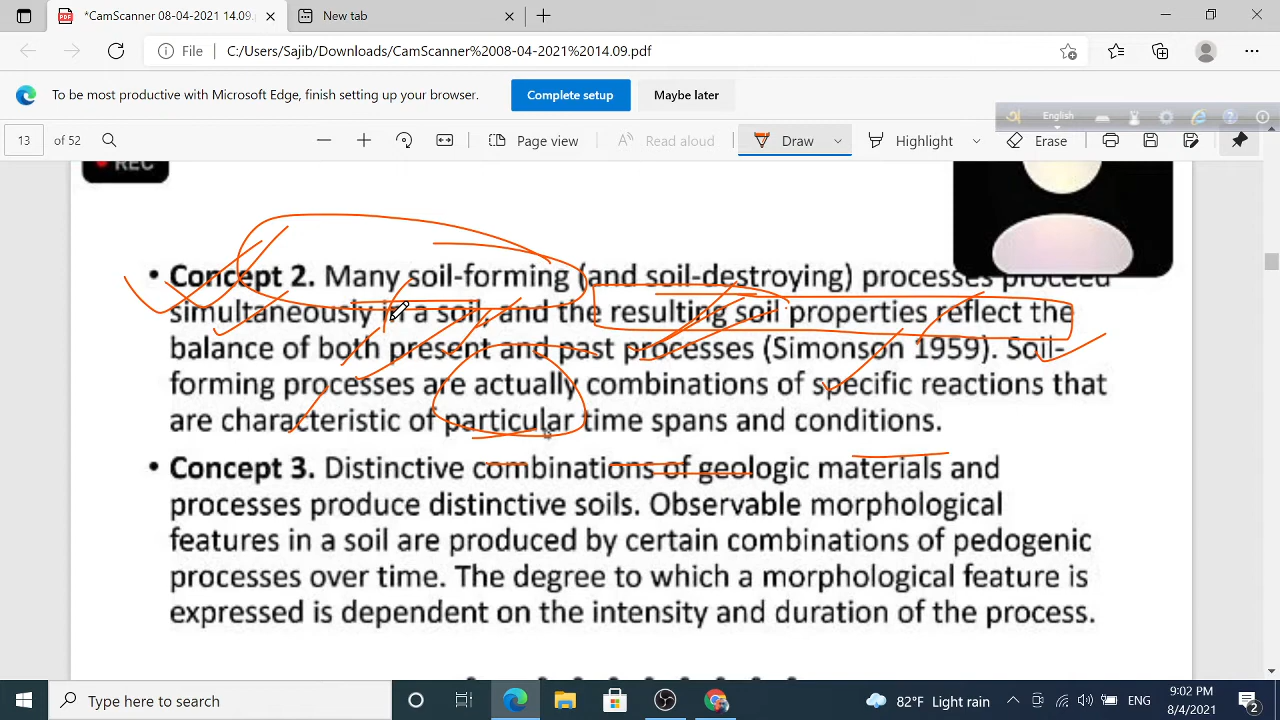 *CamScanner 08-04-2021 14.09.
New tab
File
C:/Users/Sajib/Downloads/CamScanner%2008-04-2021%2014.09.pdf
To be most productive with Microsoft Edge, finish setting up your browser.
Complete setup
Maybe later
English
13 of 52
Page view
Read aloud
Draw
Highlight
Erase
REC
• Concept 2. Many soil-forming (and soil-destroying) processes proceed
simultaneously in a soil, and the resulting soil properties reflect the
balance of both present and past processes (Simonson 1959). Soil-
forming processes are actually combinations of specific reactions that
are characteristic of particular time spans and conditions.
• Concept 3. Distinctive combinations of geologic materials and
processes produce distinctive soils. Observable morphological
features in a soil are produced by certain combinations of pedogenic
processes over time. The degree to which a morphological feature is
expressed is dependent on the intensity and duration of the process.
Type here to search
82°F Light rain
ENG
9:02 PM
8/4/2021
2